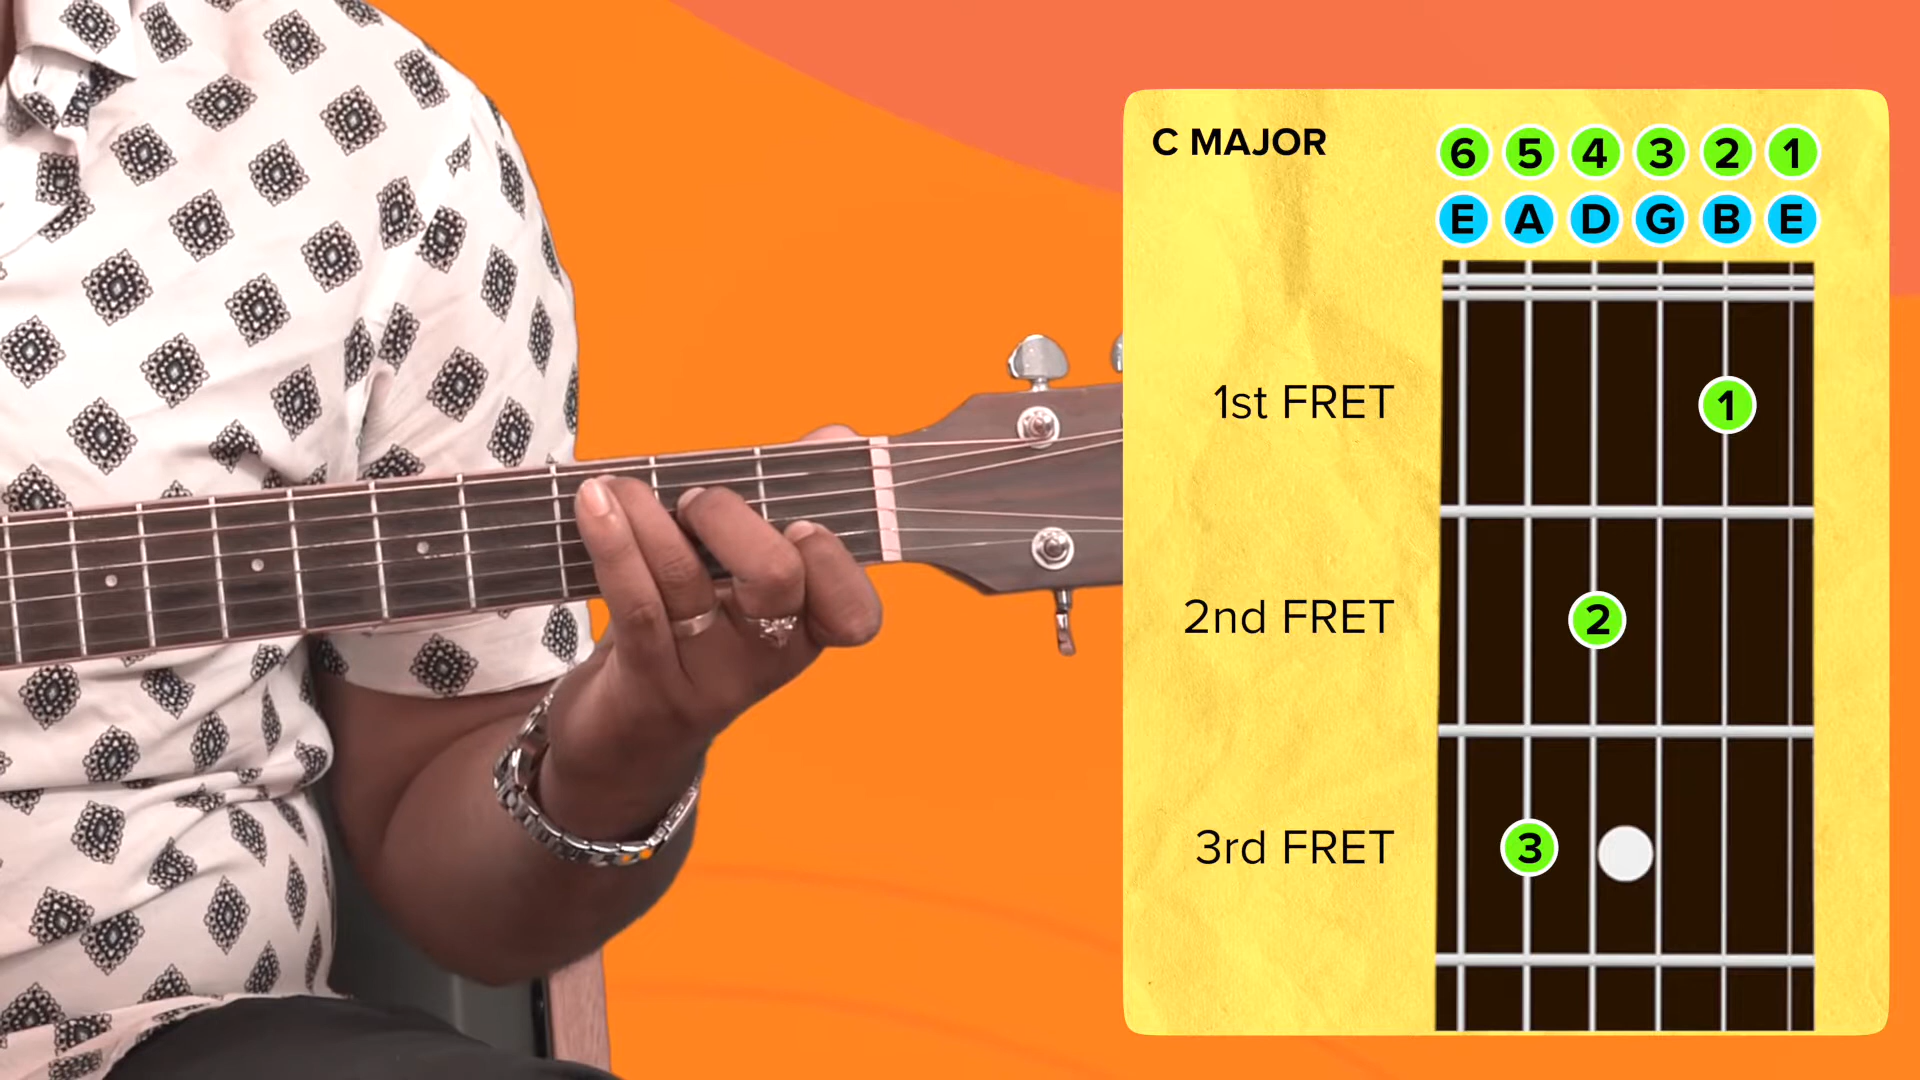 C MAJOR
6 5 4 3 2 1
E A D G B E
1st FRET
1
2nd FRET
2
3rd FRET
3